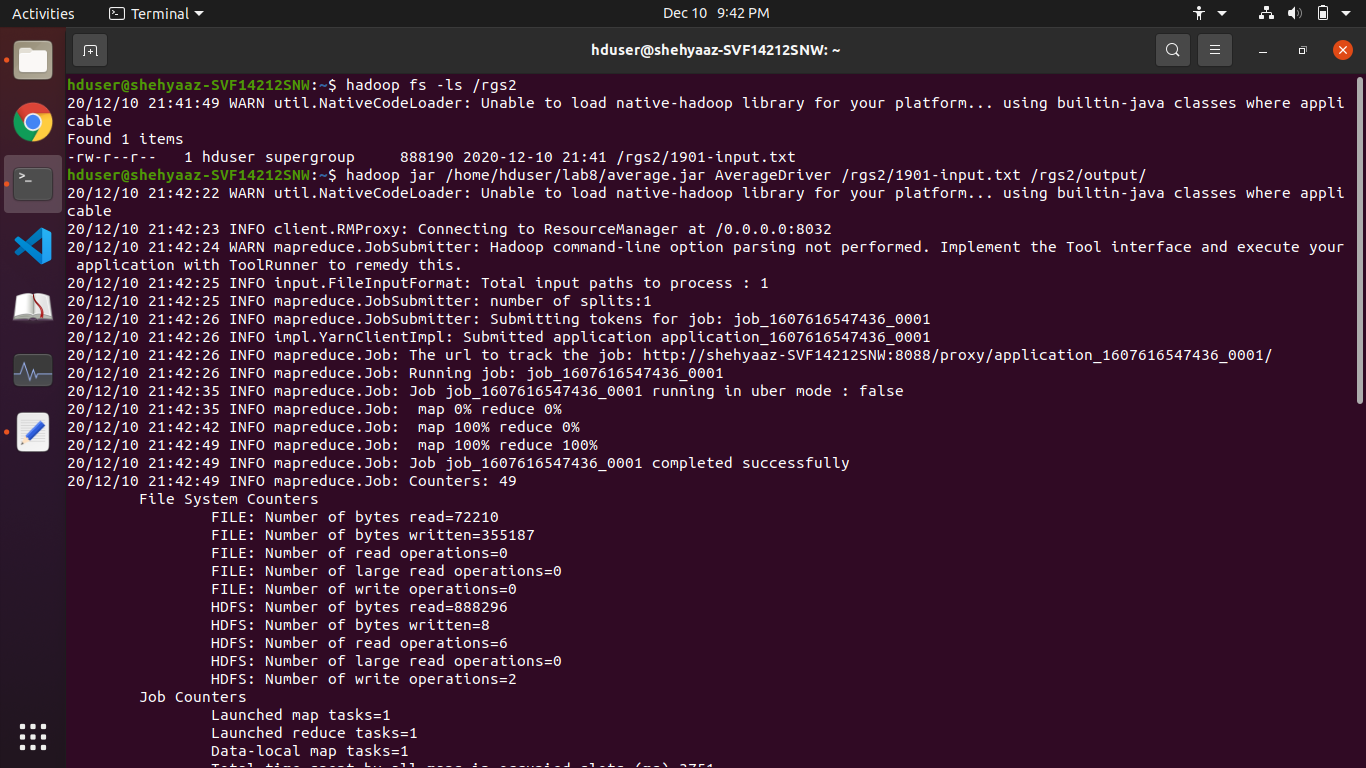 Activities
Terminal
Dec 10 9:42 PM
hduser@shehyaaz-SVF14212SNW: ~
hduser@shehyaaz-SVF14212SNW:~$ hadoop fs -ls /rgs2
20/12/10 21:41:49 WARN util.NativeCodeLoader: Unable to load native-hadoop library for your platform... using builtin-java classes where appli
cable
Found 1 items
-rw-r--r--   1 hduser supergroup     888190 2020-12-10 21:41 /rgs2/1901-input.txt
hduser@shehyaaz-SVF14212SNW:~$ hadoop jar /home/hduser/lab8/average.jar AverageDriver /rgs2/1901-input.txt /rgs2/output/
20/12/10 21:42:22 WARN util.NativeCodeLoader: Unable to load native-hadoop library for your platform... using builtin-java classes where appli
cable
20/12/10 21:42:23 INFO client.RMProxy: Connecting to ResourceManager at /0.0.0.0:8032
20/12/10 21:42:24 WARN mapreduce.JobSubmitter: Hadoop command-line option parsing not performed. Implement the Tool interface and execute your
 application with ToolRunner to remedy this.
20/12/10 21:42:25 INFO input.FileInputFormat: Total input paths to process : 1
20/12/10 21:42:25 INFO mapreduce.JobSubmitter: number of splits:1
20/12/10 21:42:26 INFO mapreduce.JobSubmitter: Submitting tokens for job: job_1607616547436_0001
20/12/10 21:42:26 INFO impl.YarnClientImpl: Submitted application application_1607616547436_0001
20/12/10 21:42:26 INFO mapreduce.Job: The url to track the job: http://shehyaaz-SVF14212SNW:8088/proxy/application_1607616547436_0001/
20/12/10 21:42:26 INFO mapreduce.Job: Running job: job_1607616547436_0001
20/12/10 21:42:35 INFO mapreduce.Job: Job job_1607616547436_0001 running in uber mode : false
20/12/10 21:42:35 INFO mapreduce.Job:  map 0% reduce 0%
20/12/10 21:42:42 INFO mapreduce.Job:  map 100% reduce 0%
20/12/10 21:42:49 INFO mapreduce.Job:  map 100% reduce 100%
20/12/10 21:42:49 INFO mapreduce.Job: Job job_1607616547436_0001 completed successfully
20/12/10 21:42:49 INFO mapreduce.Job: Counters: 49
File System Counters
FILE: Number of bytes read=72210
FILE: Number of bytes written=355187
FILE: Number of read operations=0
FILE: Number of large read operations=0
FILE: Number of write operations=0
HDFS: Number of bytes read=888296
HDFS: Number of bytes written=8
HDFS: Number of read operations=6
HDFS: Number of large read operations=0
HDFS: Number of write operations=2
Job Counters
Launched map tasks=1
Launched reduce tasks=1
Data-local map tasks=1
Total time spent by all maps in occupied slots (ms)=3751